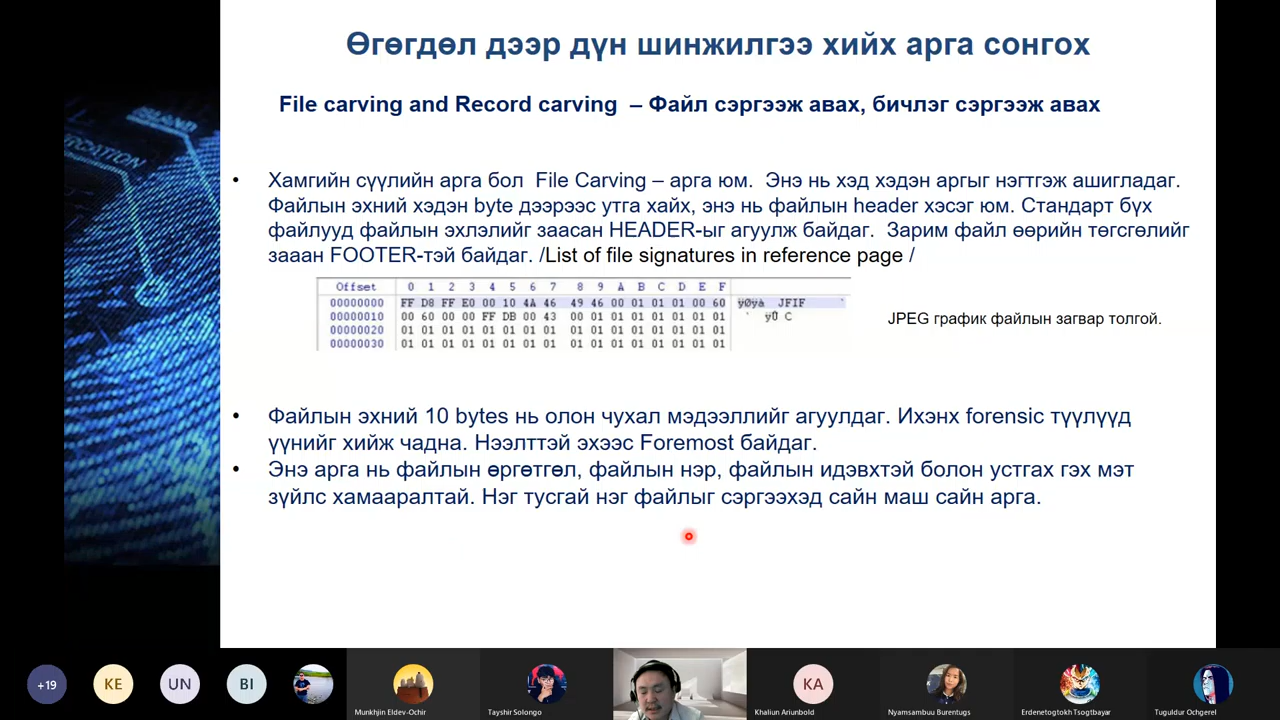 Өгөгдөл дээр дүн шинжилгээ хийх арга сонгох
File carving and Record carving – Файл сэргээж авах, бичлэг сэргээж авах
• Хамгийн сүүлийн арга бол File Carving – арга юм. Энэ нь хэд хэдэн аргыг нэгтгэж ашигладаг.
Файлын эхний хэдэн byte дээрээс утга хайх, энэ нь файлын header хэсэг юм. Стандарт бүх
файлууд файлын эхлэлийг заасан HEADER-ыг агуулж байдаг. Зарим файл өөрийн төгсгөлийг
зааан FOOTER-тэй байдаг. /List of file signatures in reference page /
Offset 0 1 2 3 4 5 6 7 8 9 A B C D E F
00000000 FF D8 FF E0 00 10 4A 46 49 46 00 01 01 01 00 60 ÿØÿà JFIF `
00000010 00 60 00 00 FF DB 00 43 00 01 01 01 01 01 01 01 ` ÿÛ C
00000020 01 01 01 01 01 01 01 01 01 01 01 01 01 01 01 01
00000030 01 01 01 01 01 01 01 01 01 01 01 01 01 01 01 01
JPEG график файлын загвар толгой.
• Файлын эхний 10 bytes нь олон чухал мэдээллийг агуулдаг. Ихэнх forensic түүлүүд
үүнийг хийж чадна. Нээлттэй эхээс Foremost байдаг.
• Энэ арга нь файлын өргөтгөл, файлын нэр, файлын идэвхтэй болон устгах гэх мэт
зүйлс хамааралтай. Нэг тусгай нэг файлыг сэргээхэд сайн маш сайн арга.
+19
KE
UN
BI
Munkhjin Eldev-Ochir
Tayshir Solongo
KA
Khaliun Ariunbold
Nyamsambuu Burentugs
Erdenetogtokh Tsogtbayar
Tuguldur Ochgerel